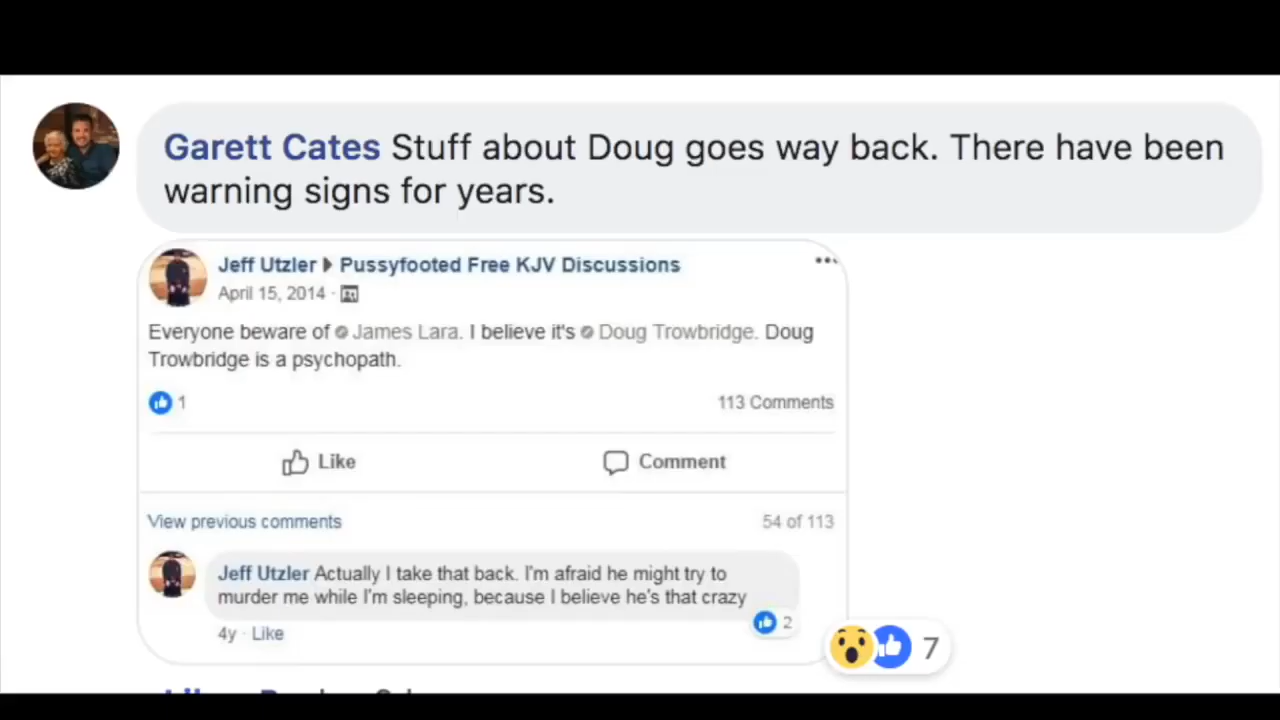 Garett Cates Stuff about Doug goes way back. There have been
warning signs for years.
Jeff Utzler Pussyfooted Free KJV Discussions
April 15, 2014 ·
Everyone beware of James Lara. I believe it's Doug Trowbridge. Doug
Trowbridge is a psychopath.
1 113 Comments
Like Comment
View previous comments 54 of 113
Jeff Utzler Actually I take that back. I'm afraid he might try to
murder me while I'm sleeping, because I believe he's that crazy
2
4y · Like
7